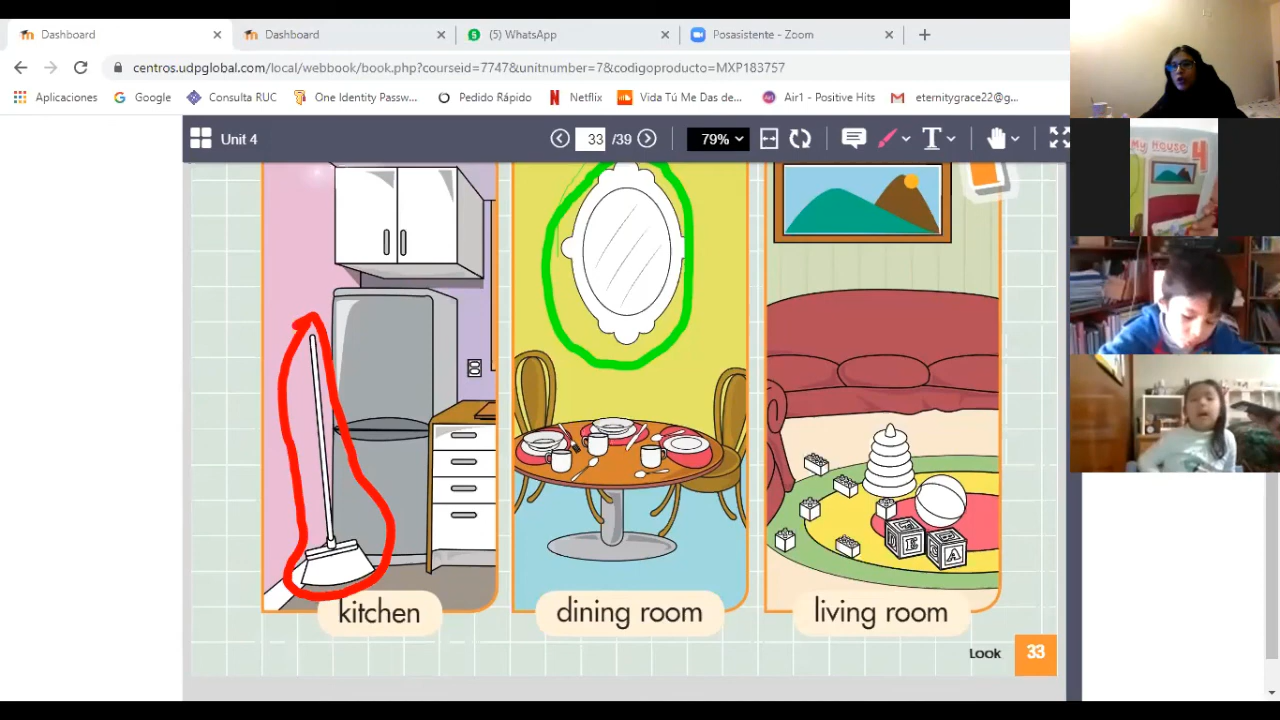 Dashboard
Dashboard
(5) WhatsApp
Posasistente - Zoom
centros.udpglobal.com/local/webbook/book.php?courseid=7747&unitnumber=7&codigoproducto=MXP183757
Aplicaciones
Google
Consulta RUC
One Identity Passw...
Pedido Rápido
Netflix
Vida Tú Me Das de...
Air1 - Positive Hits
eternitygrace22@g...
Unit 4
33 /39
79%
T
My House 4
E
A
kitchen
dining room
living room
Look 33